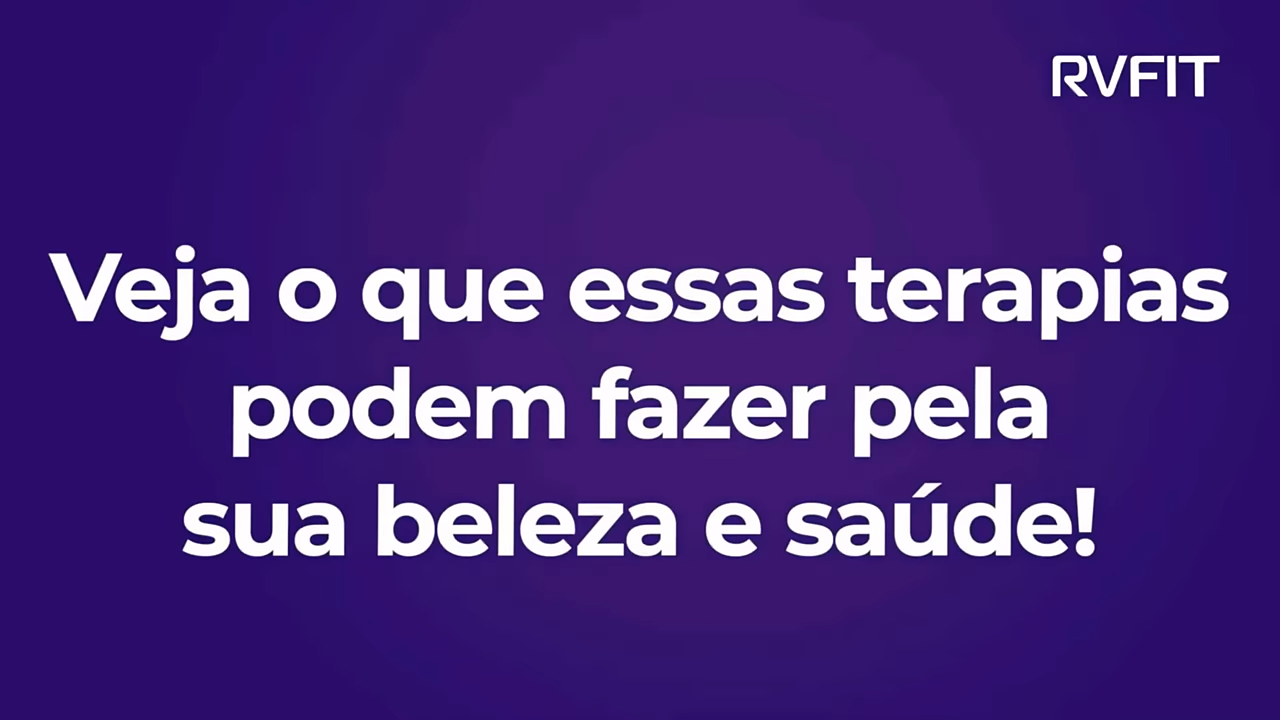 RVFIT
Veja o que essas terapias
podem fazer pela
sua beleza e saúde!